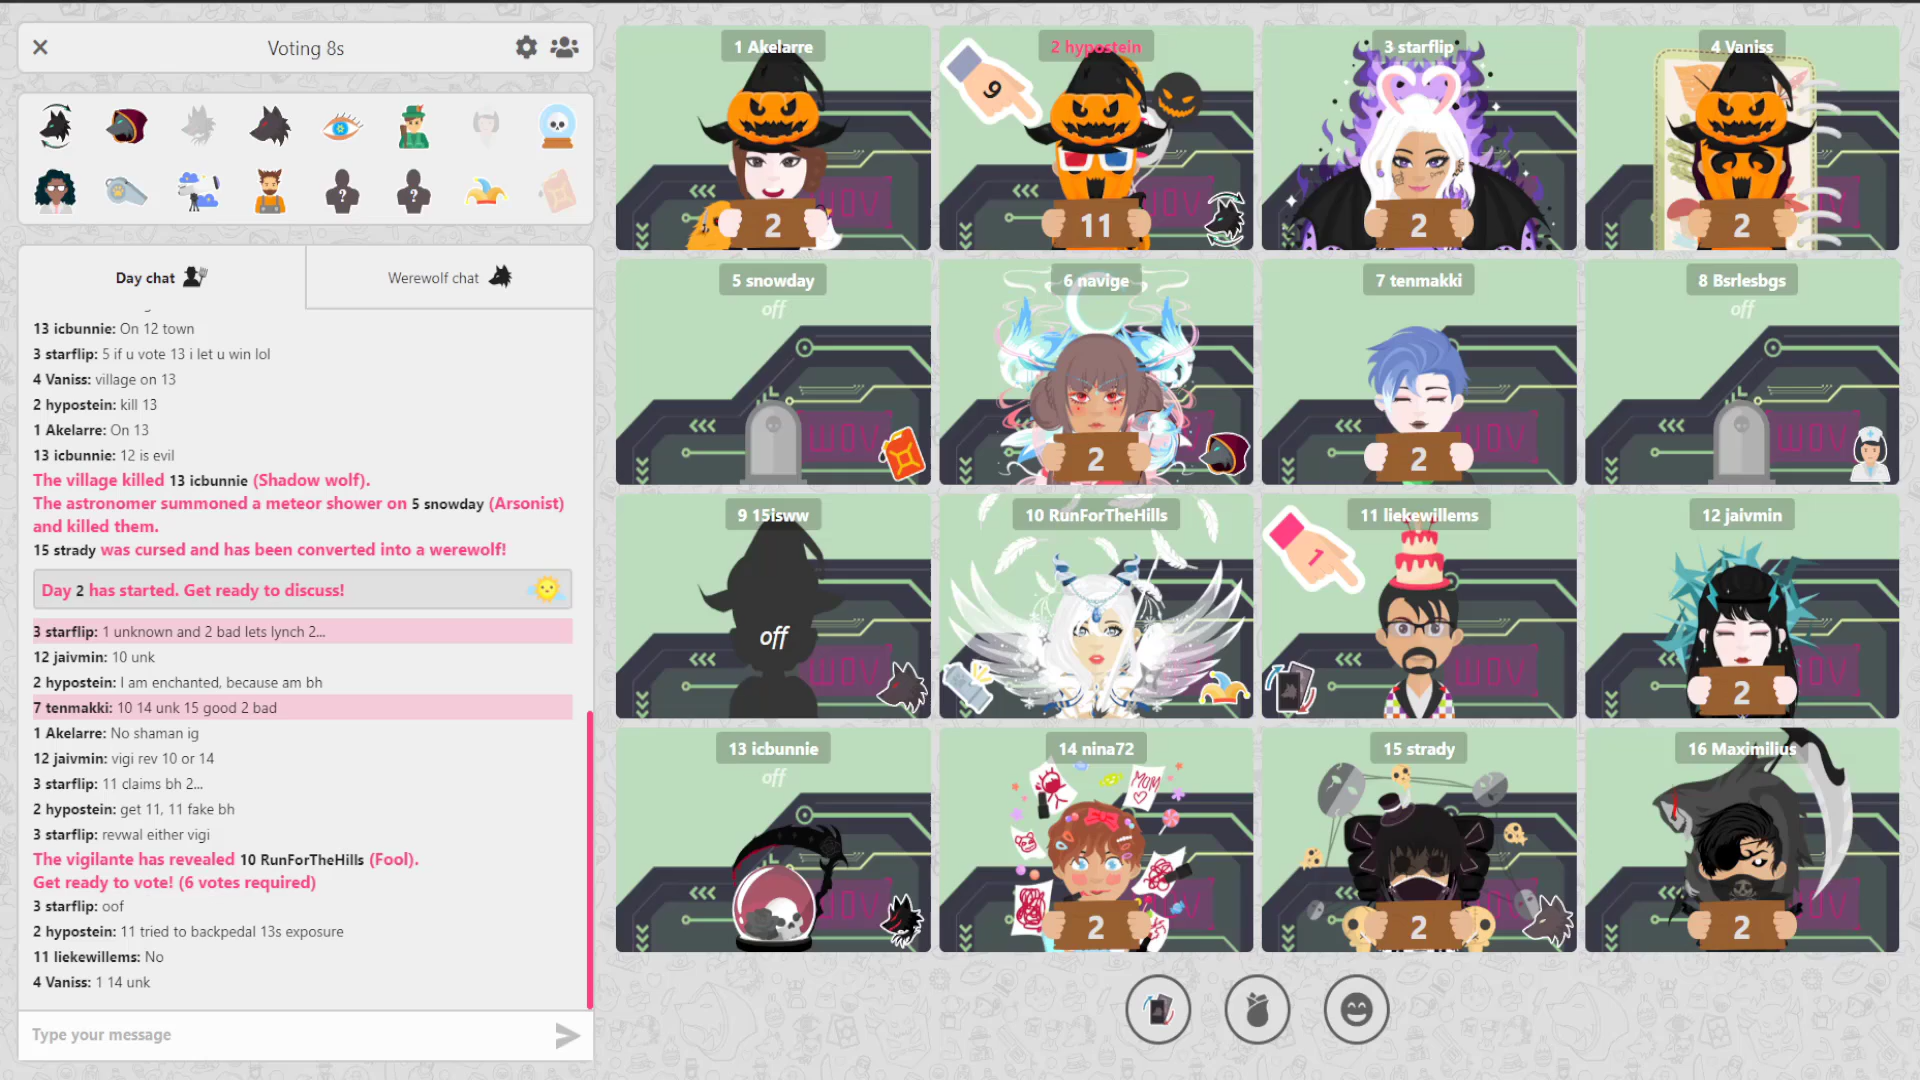 Voting 8s
Day chat
Werewolf chat
13 icbunnie: On 12 town
3 starflip: 5 if u vote 13 i let u win lol
4 Vaniss: village on 13
2 hypostein: kill 13
1 Akelarre: On 13
13 icbunnie: 12 is evil
The village killed 13 icbunnie (Shadow wolf).
The astronomer summoned a meteor shower on 5 snowday (Arsonist)
and killed them.
15 strady was cursed and has been converted into a werewolf!
Day 2 has started. Get ready to discuss!
3 starflip: 1 unknown and 2 bad lets lynch 2...
12 jaivmin: 10 unk
2 hypostein: I am enchanted, because am bh
7 tenmakki: 10 14 unk 15 good 2 bad
1 Akelarre: No shaman ig
12 jaivmin: vigi rev 10 or 14
3 starflip: 11 claims bh 2...
2 hypostein: get 11, 11 fake bh
3 starflip: revwal either vigi
The vigilante has revealed 10 RunForTheHills (Fool).
Get ready to vote! (6 votes required)
3 starflip: oof
2 hypostein: 11 tried to backpedal 13s exposure
11 liekewillems: No
4 Vaniss: 1 14 unk
Type your message
1 Akelarre
2
2 hypostein
9
11
3 starflip
2
4 Vaniss
2
5 snowday
off
6 navige
2
7 tenmakki
2
8 Bsrlesbgs
off
9 15isww
off
10 RunForTheHills
11 liekewillems
1
12 jaivmin
2
13 icbunnie
off
14 nina72
MOM
2
15 strady
2
16 Maximilius
2